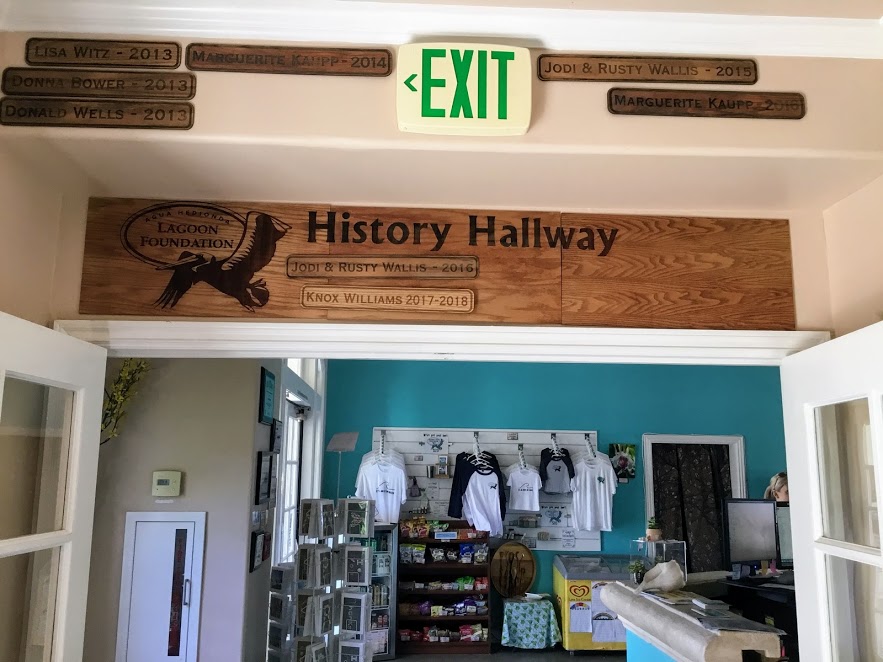 LISA WITZ - 2013
MARGUERITE KAUPP - 2014
<EXIT
JODI & RUSTY WALLIS - 2015
DONNA BOWER - 2013
MARGUERITE KAUPP - 2016
DONALD WELLS - 2013
AGUA HEDIONDA
LAGOON
FOUNDATION
History Hallway
JODI & RUSTY WALLIS - 2016
KNOX WILLIAMS 2017-2018